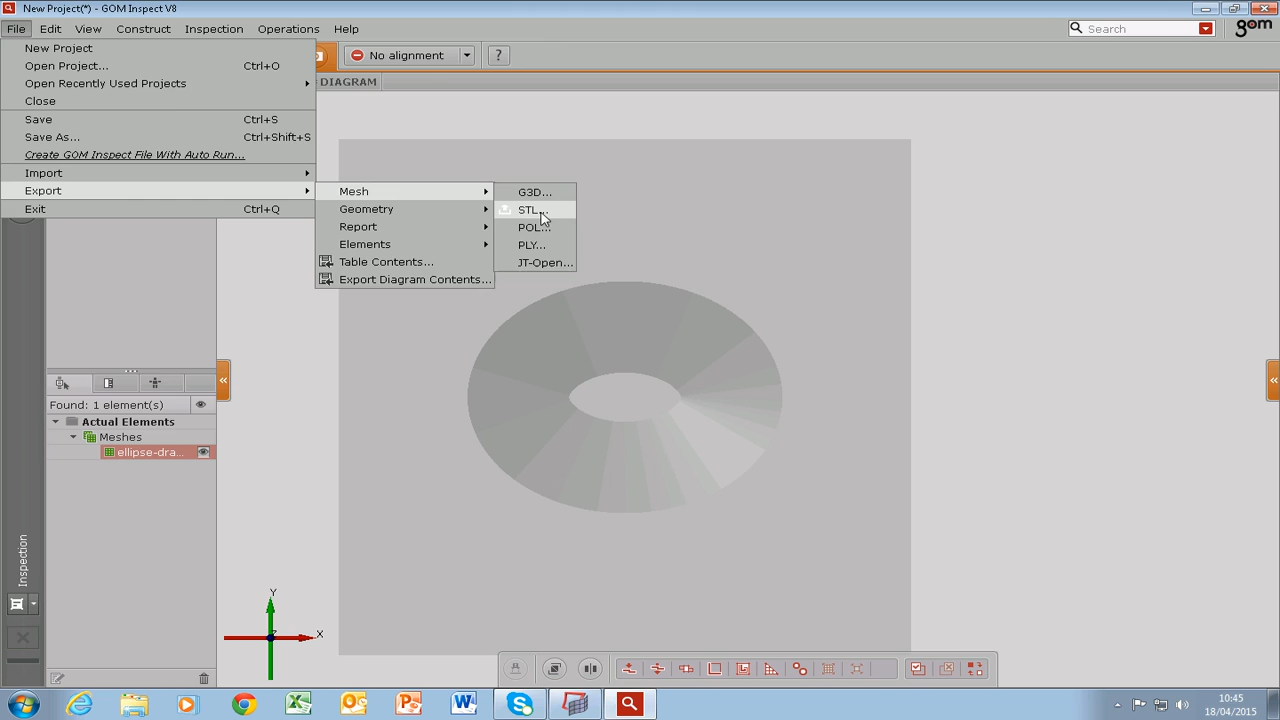 New Project(*) - GOM Inspect V8
File Edit View Construct Inspection Operations Help
Search
gom
No alignment
?
DIAGRAM
New Project
Open Project... Ctrl+O
Open Recently Used Projects
Close
Save Ctrl+S
Save As... Ctrl+Shift+S
Create GOM Inspect File With Auto Run...
Import
Export
Exit Ctrl+Q
Mesh
Geometry
Report
Elements
Table Contents...
Export Diagram Contents...
G3D...
STL...
POL...
PLY...
JT-Open...
Found: 1 element(s)
Actual Elements
Meshes
ellipse-dra...
Inspection
Y
Z
X
10:45
18/04/2015